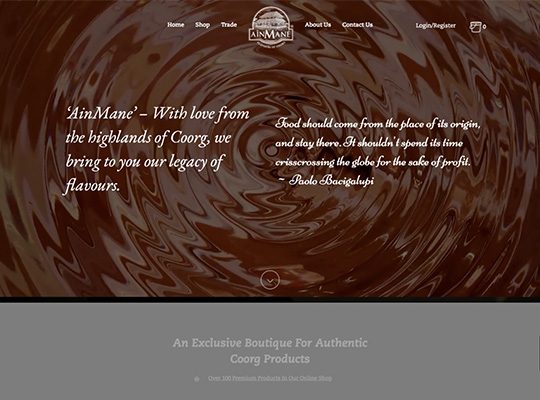 Home Shop Trade About Us Contact Us Login/Register 0
AINMANE
'AinMane' – With love from
the highlands of Coorg, we
bring to you our legacy of
flavours.
Food should come from the place of its origin,
and stay there. It shouldn't spend its time
crisscrossing the globe for the sake of profit.
~ Paolo Bacigalupi
An Exclusive Boutique For Authentic
Coorg Products
Over 100 Premium Products In Our Online Shop